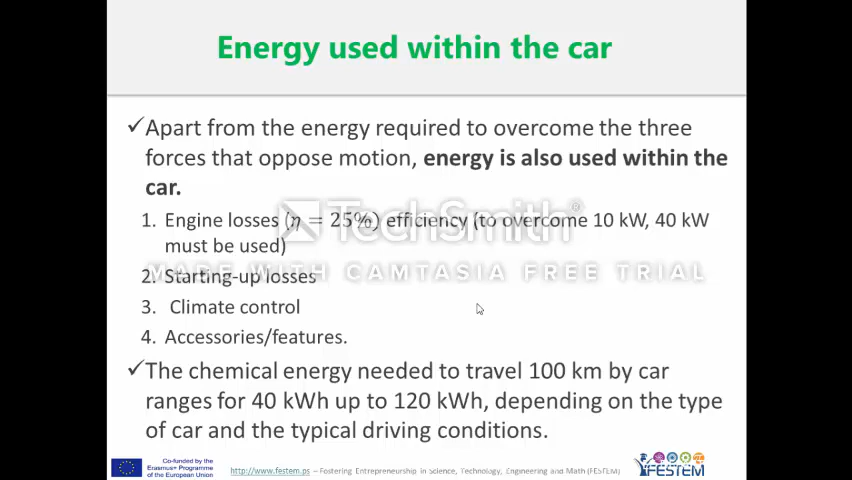 Energy used within the car
✓Apart from the energy required to overcome the three
forces that oppose motion, energy is also used within the
car.
1. Engine losses (η = 25%) efficiency (to overcome 10 kW, 40 kW
must be used)
TechSmith®
MADE WITH CAMTASIA FREE TRIAL
2. Starting-up losses
3. Climate control
4. Accessories/features.
✓The chemical energy needed to travel 100 km by car
ranges for 40 kWh up to 120 kWh, depending on the type
of car and the typical driving conditions.
Co-funded by the
Erasmus+ Programme
of the European Union
http://www.festem.ps – Fostering Entrepreneurship in Science, Technology, Engineering and Math (FESTEM)
FESTEM